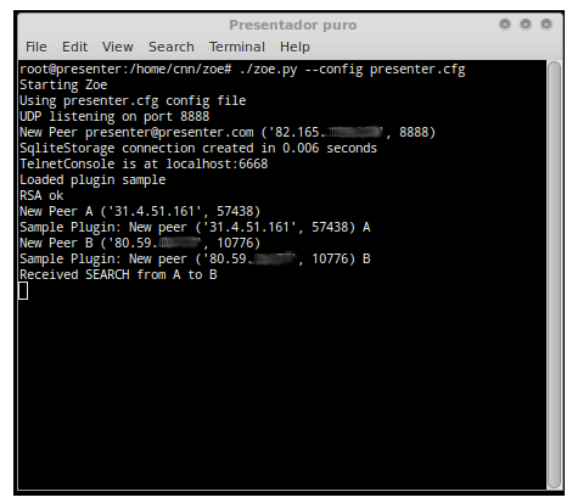 Presentador puro
File Edit View Search Terminal Help
root@presenter:/home/cnn/zoe# ./zoe.py --config presenter.cfg
Starting Zoe
Using presenter.cfg config file
UDP listening on port 8888
New Peer presenter@presenter.com ('82.165. ', 8888)
SqliteStorage connection created in 0.006 seconds
TelnetConsole is at localhost:6668
Loaded plugin sample
RSA ok
New Peer A ('31.4.51.161', 57438)
Sample Plugin: New peer ('31.4.51.161', 57438) A
New Peer B ('80.59. ', 10776)
Sample Plugin: New peer ('80.59. ', 10776) B
Received SEARCH from A to B